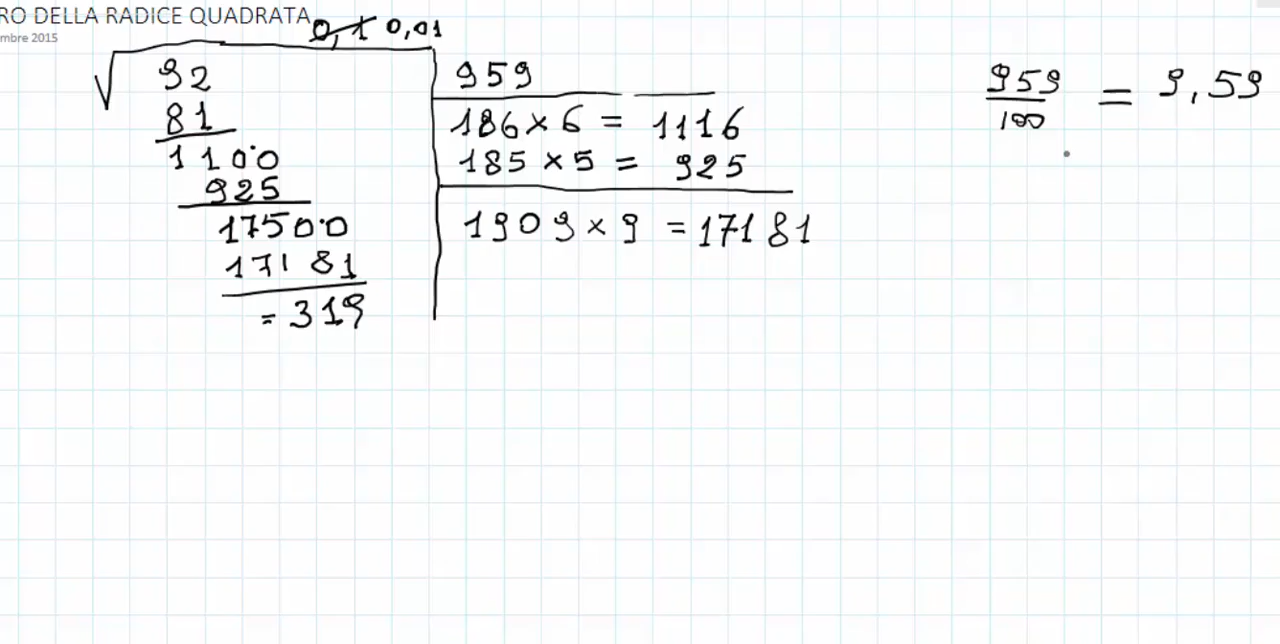 RO DELLA RADICE QUADRATA
mbre 2015
0,1 0,01
√92
959
81
186 × 6 = 1116
1100
185 × 5 = 925
925
17500
1909 × 9 = 17181
17181
= 319
959/100 = 9,59